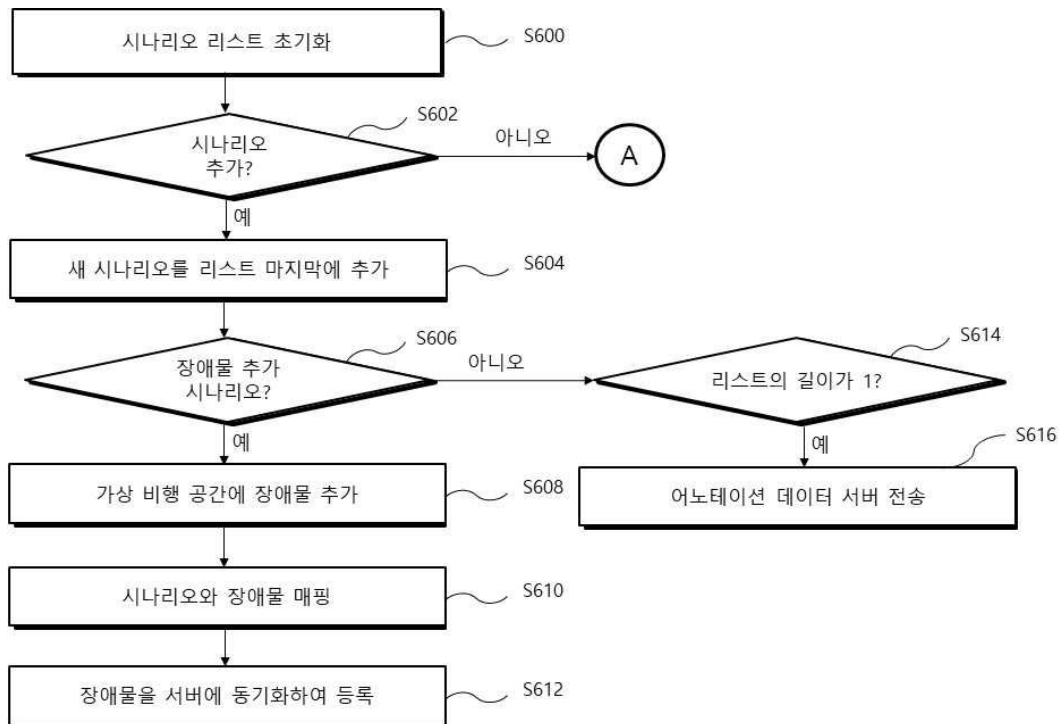 시나리오 리스트 초기화
S600
S602
시나리오
추가?
아니오
A
예
새 시나리오를 리스트 마지막에 추가
S604
S606
장애물 추가
시나리오?
아니오
S614
리스트의 길이가 1?
예
예
S616
가상 비행 공간에 장애물 추가
S608
어노테이션 데이터 서버 전송
시나리오와 장애물 매핑
S610
장애물을 서버에 동기화하여 등록
S612